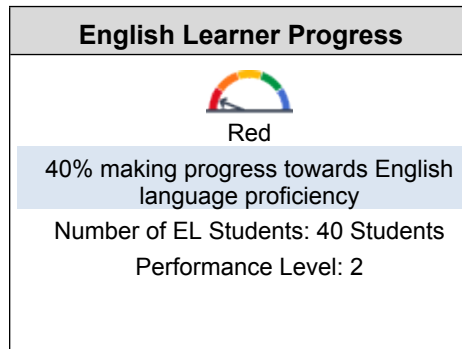 English Learner Progress
Red
40% making progress towards English
language proficiency
Number of EL Students: 40 Students
Performance Level: 2